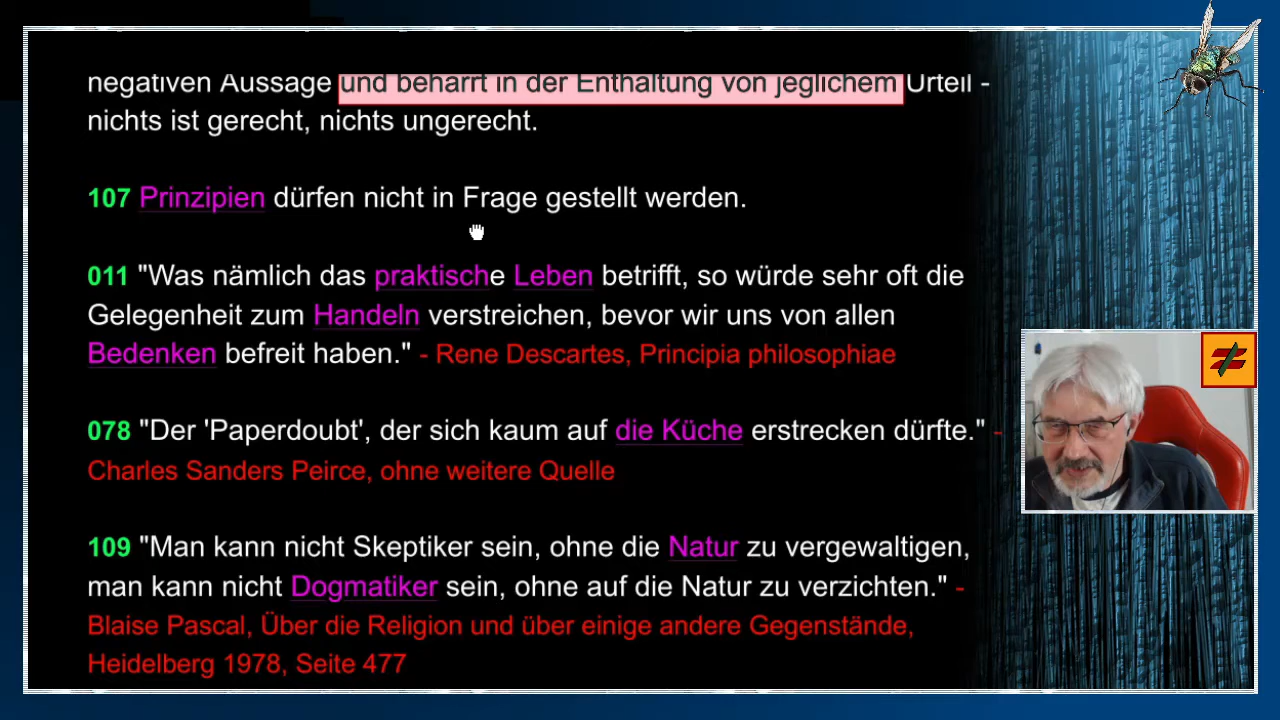 negativen Aussage und beharrt in der Enthaltung von jeglichem Urteil -
nichts ist gerecht, nichts ungerecht.
107 Prinzipien dürfen nicht in Frage gestellt werden.
011 "Was nämlich das praktische Leben betrifft, so würde sehr oft die
Gelegenheit zum Handeln verstreichen, bevor wir uns von allen
Bedenken befreit haben." - Rene Descartes, Principia philosophiae
078 "Der 'Paperdoubt', der sich kaum auf die Küche erstrecken dürfte." -
Charles Sanders Peirce, ohne weitere Quelle
109 "Man kann nicht Skeptiker sein, ohne die Natur zu vergewaltigen,
man kann nicht Dogmatiker sein, ohne auf die Natur zu verzichten." -
Blaise Pascal, Über die Religion und über einige andere Gegenstände,
Heidelberg 1978, Seite 477